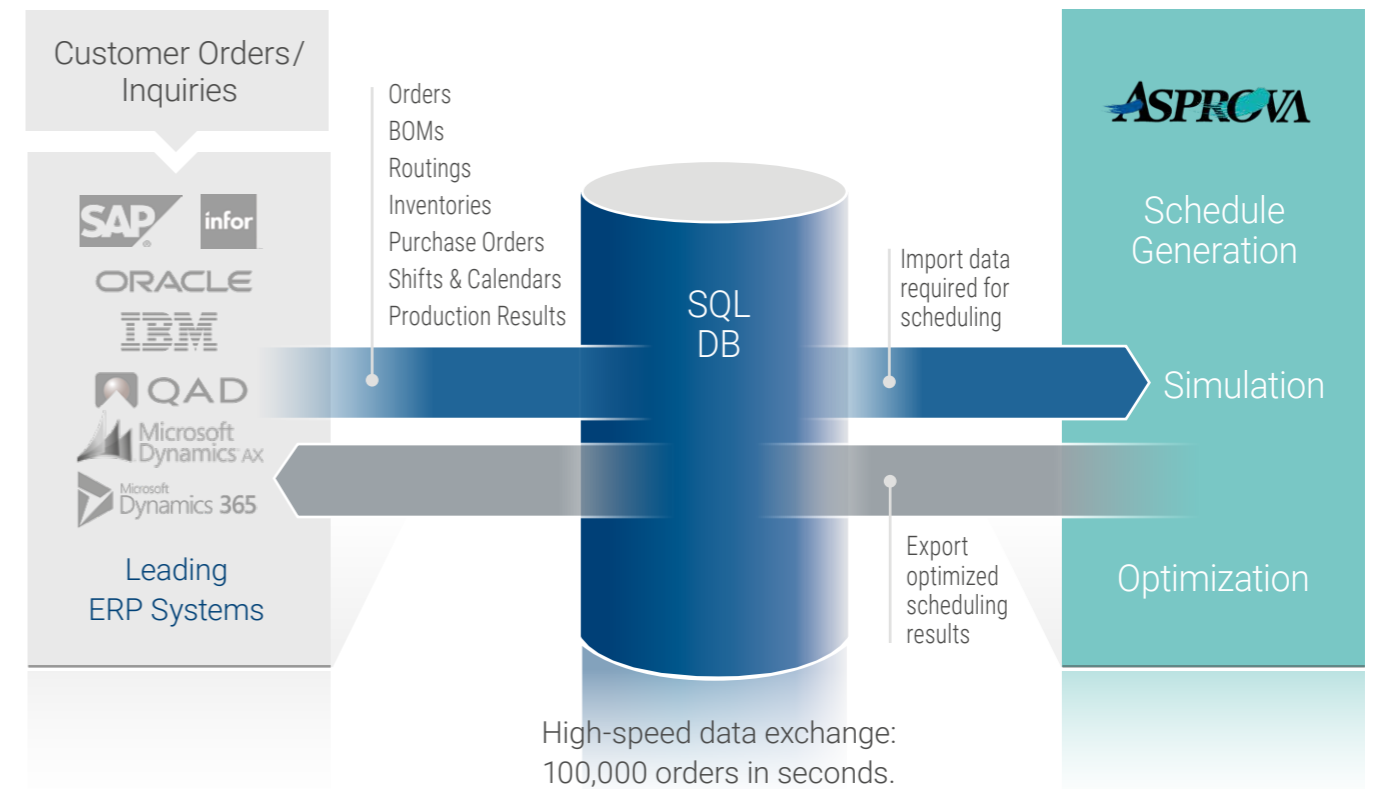 Customer Orders/
Inquiries
SAP®
infor
ORACLE
IBM
QAD
Microsoft
Dynamics AX
Microsoft
Dynamics 365
Leading
ERP Systems
Orders
BOMs
Routings
Inventories
Purchase Orders
Shifts & Calendars
Production Results
SQL
DB
Import data
required for
scheduling
Export
optimized
scheduling
results
High-speed data exchange:
100,000 orders in seconds.
ASPROVA
Schedule
Generation
Simulation
Optimization